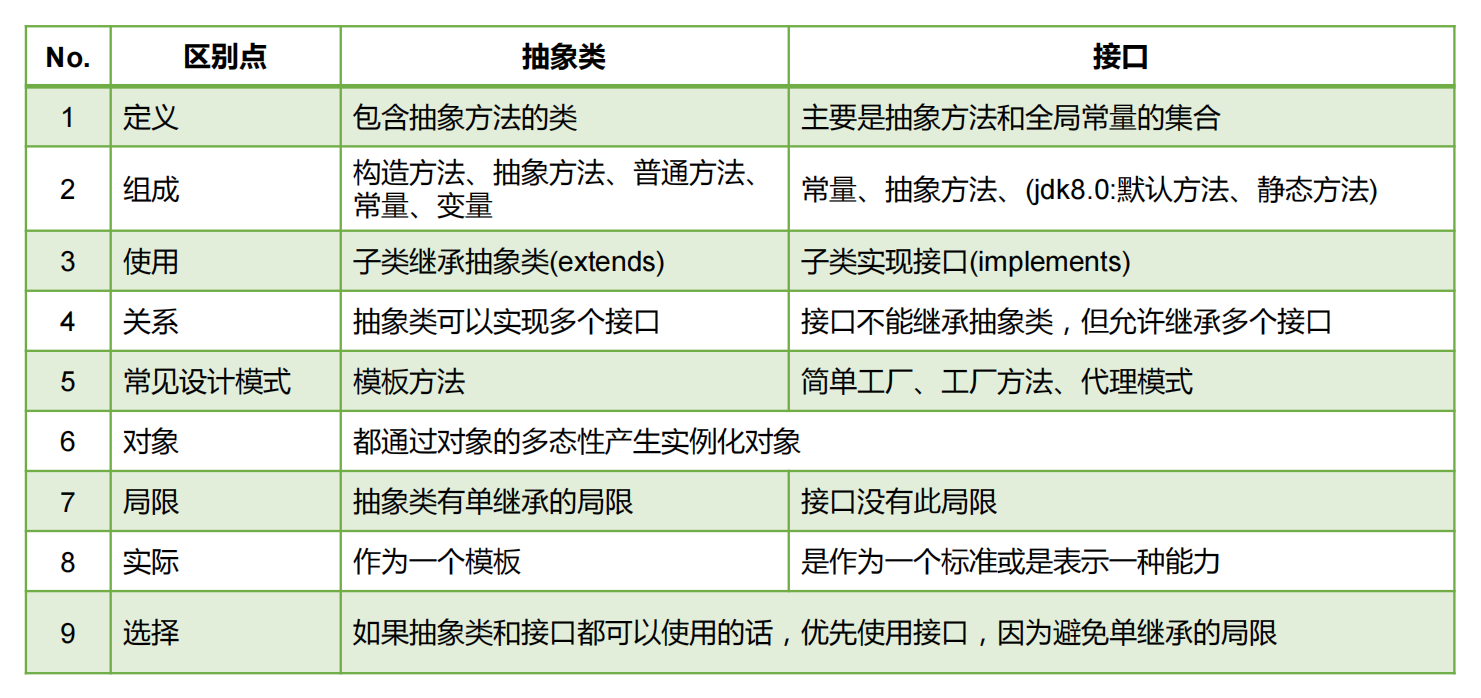 No. 区别点 抽象类 接口
1 定义 包含抽象方法的类 主要是抽象方法和全局常量的集合
2 组成 构造方法、抽象方法、普通方法、
常量、变量 常量、抽象方法、(jdk8.0:默认方法、静态方法)
3 使用 子类继承抽象类(extends) 子类实现接口(implements)
4 关系 抽象类可以实现多个接口 接口不能继承抽象类，但允许继承多个接口
5 常见设计模式 模板方法 简单工厂、工厂方法、代理模式
6 对象 都通过对象的多态性产生实例化对象
7 局限 抽象类有单继承的局限 接口没有此局限
8 实际 作为一个模板 是作为一个标准或是表示一种能力
9 选择 如果抽象类和接口都可以使用的话，优先使用接口，因为避免单继承的局限